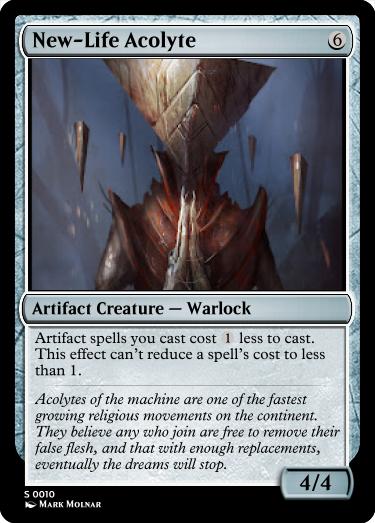 New-Life Acolyte 6
Artifact Creature — Warlock
Artifact spells you cast cost 1 less to cast.
This effect can't reduce a spell's cost to less
than 1.
Acolytes of the machine are one of the fastest
growing religious movements on the continent.
They believe any who join are free to remove their
false flesh, and that with enough replacements,
eventually the dreams will stop.
4/4
S 0010
Mark Molnar